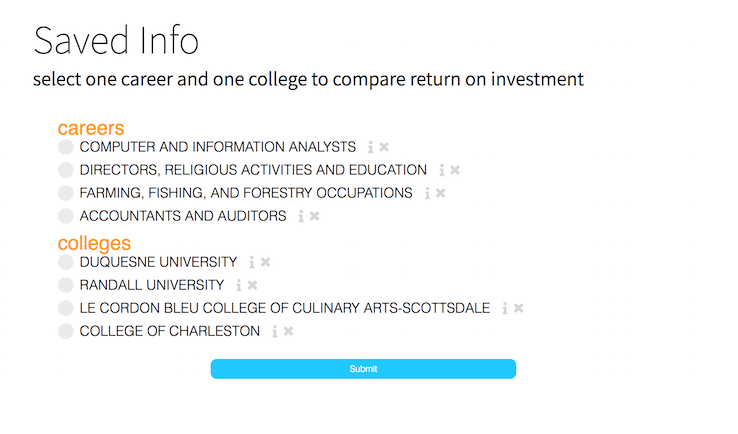 Saved Info
select one career and one college to compare return on investment
careers
COMPUTER AND INFORMATION ANALYSTS
DIRECTORS, RELIGIOUS ACTIVITIES AND EDUCATION
FARMING, FISHING, AND FORESTRY OCCUPATIONS
ACCOUNTANTS AND AUDITORS
colleges
DUQUESNE UNIVERSITY
RANDALL UNIVERSITY
LE CORDON BLEU COLLEGE OF CULINARY ARTS-SCOTTSDALE
COLLEGE OF CHARLESTON
Submit